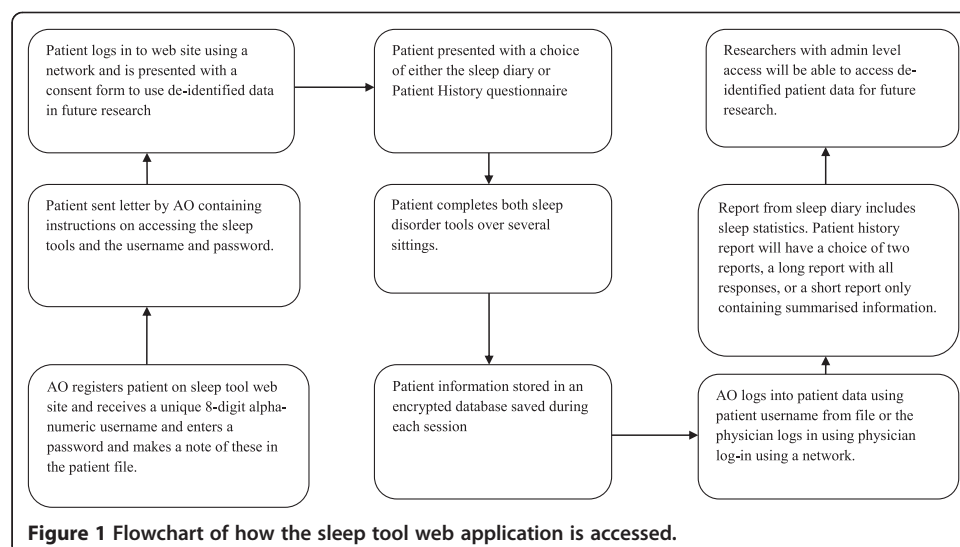 Patient logs in to web site using a
network and is presented with a
consent form to use de-identified data
in future research
Patient presented with a choice
of either the sleep diary or
Patient History questionnaire
Researchers with admin level
access will be able to access de-
identified patient data for future
research.
Patient sent letter by AO containing
instructions on accessing the sleep
tools and the username and password.
Patient completes both sleep
disorder tools over several
sittings.
Report from sleep diary includes
sleep statistics. Patient history
report will have a choice of two
reports, a long report with all
responses, or a short report only
containing summarised information.
AO registers patient on sleep tool web
site and receives a unique 8-digit alpha-
numeric username and enters a
password and makes a note of these in
the patient file.
Patient information stored in an
encrypted database saved during
each session
AO logs into patient data using
patient username from file or the
physician logs in using physician
log-in using a network.
Figure 1 Flowchart of how the sleep tool web application is accessed.